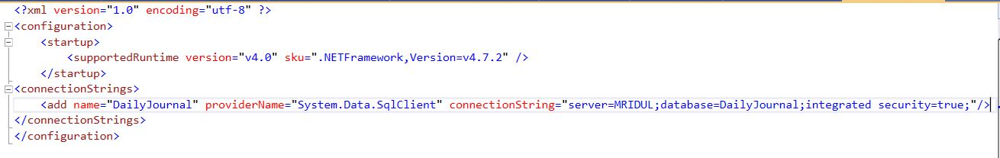 <?xml version="1.0" encoding="utf-8" ?>
<configuration>
<startup>
<supportedRuntime version="v4.0" sku=".NETFramework,Version=v4.7.2" />
</startup>
<connectionStrings>
<add name="DailyJournal" providerName="System.Data.SqlClient" connectionString="server=MRIDUL;database=DailyJournal;integrated security=true;"/>
</connectionStrings>
</configuration>